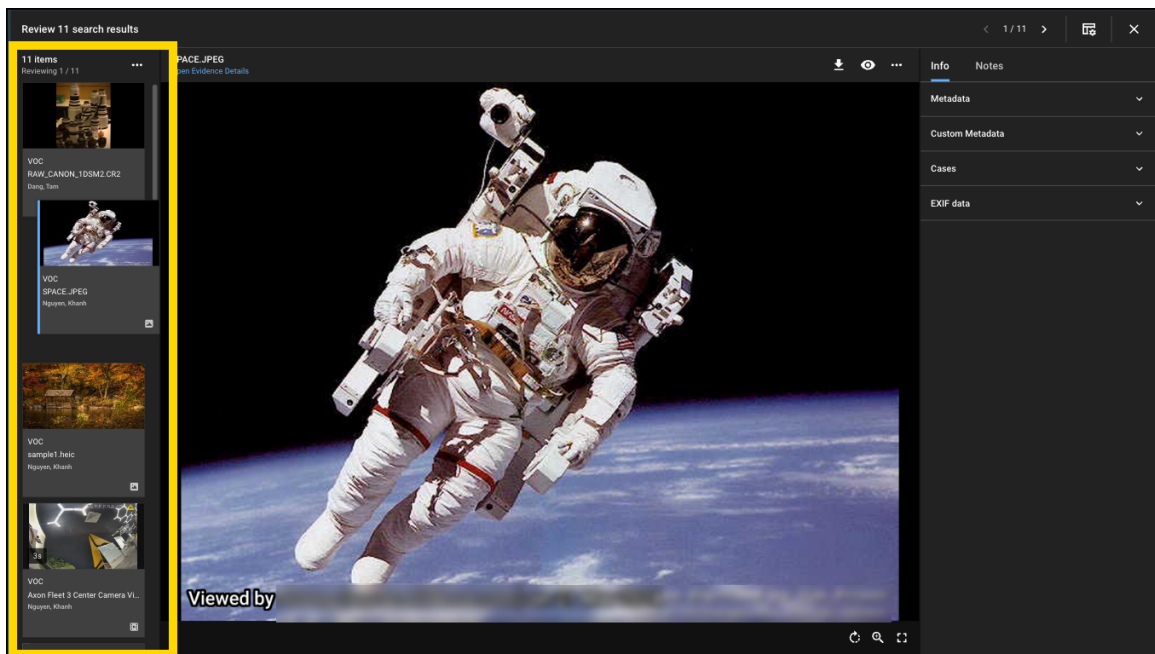 Review 11 search results
1 / 11
11 items
Reviewing 1 / 11
VOC
RAW_CANON_1DSM2.CR2
Dang, Tam
VOC
SPACE.JPEG
Nguyen, Khanh
VOC
sample1.heic
Nguyen, Khanh
3s
VOC
Axon Fleet 3 Center Camera Vi...
Nguyen, Khanh
PACE.JPEG
pen Evidence Details
Viewed by
Info
Notes
Metadata
Custom Metadata
Cases
EXIF data